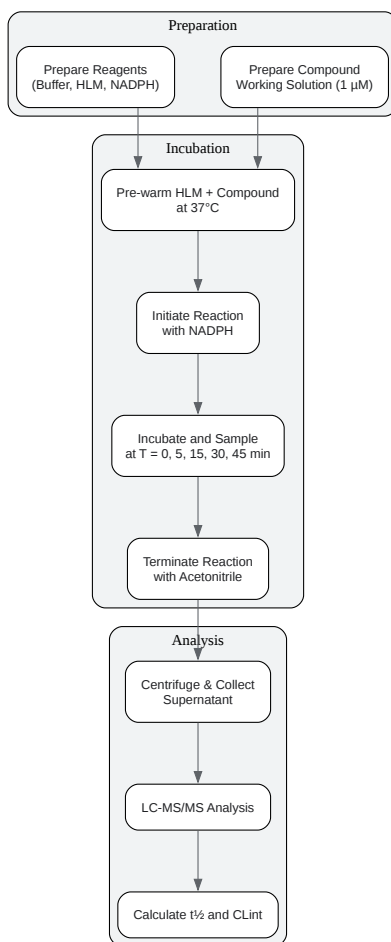 Preparation
Prepare Reagents
(Buffer, HLM, NADPH)
Prepare Compound
Working Solution (1 µM)
Incubation
Pre-warm HLM + Compound
at 37°C
Initiate Reaction
with NADPH
Incubate and Sample
at T = 0, 5, 15, 30, 45 min
Terminate Reaction
with Acetonitrile
Analysis
Centrifuge & Collect
Supernatant
LC-MS/MS Analysis
Calculate t½ and CLint